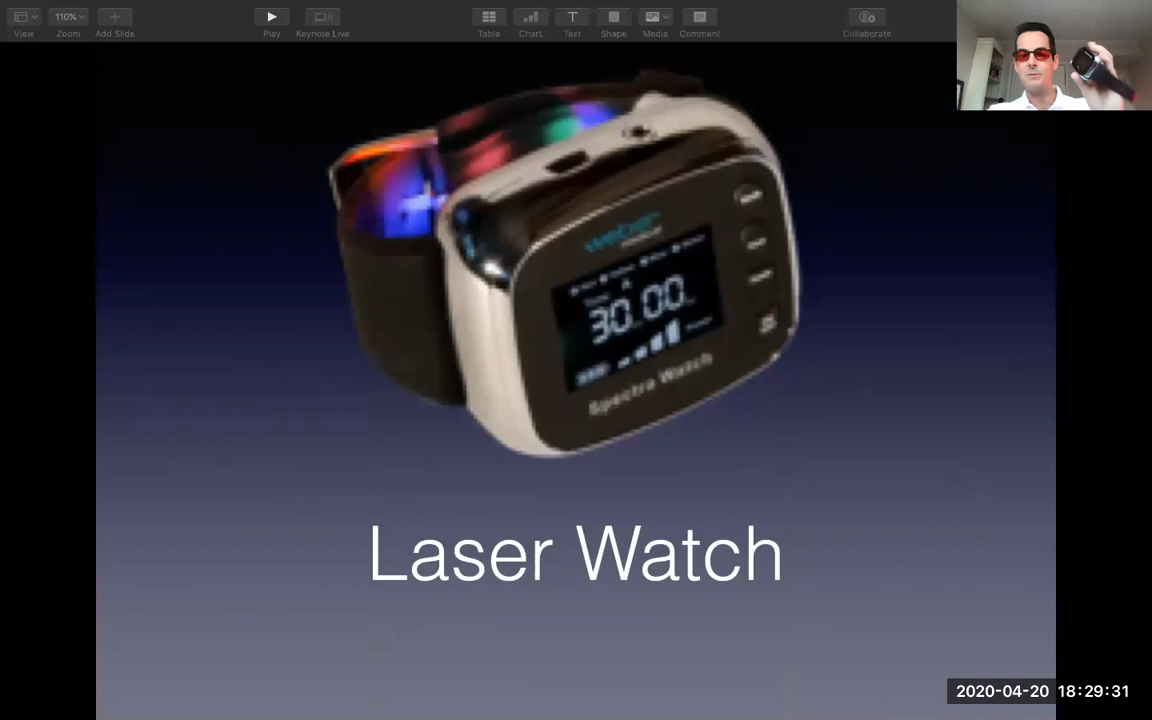 110%
View
Zoom
Add Slide
Play
Keynote Live
Table
Chart
Text
Shape
Media
Comment
Collaborate
weber
30.00
Spectra Watch
Laser Watch
2020-04-20 18:29:31